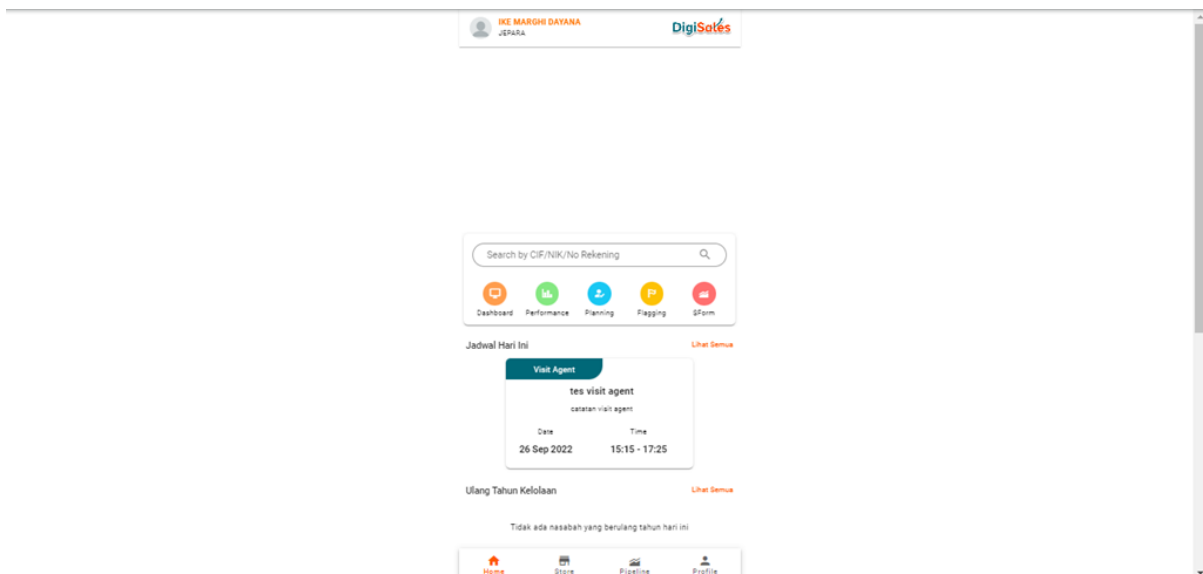 IKE MARGHI DAYANA
JEPARA
DigiSales
Search by CIF/NIK/No Rekening
Dashboard Performance Planning Flagging BForm
Jadwal Hari Ini Lihat Semua
Visit Agent
tes visit agent
catatan visit agent
Date Time
26 Sep 2022 15:15 - 17:25
Ulang Tahun Kelolaan Lihat Semua
Tidak ada nasabah yang berulang tahun hari ini
Home Store Pipeline Profile